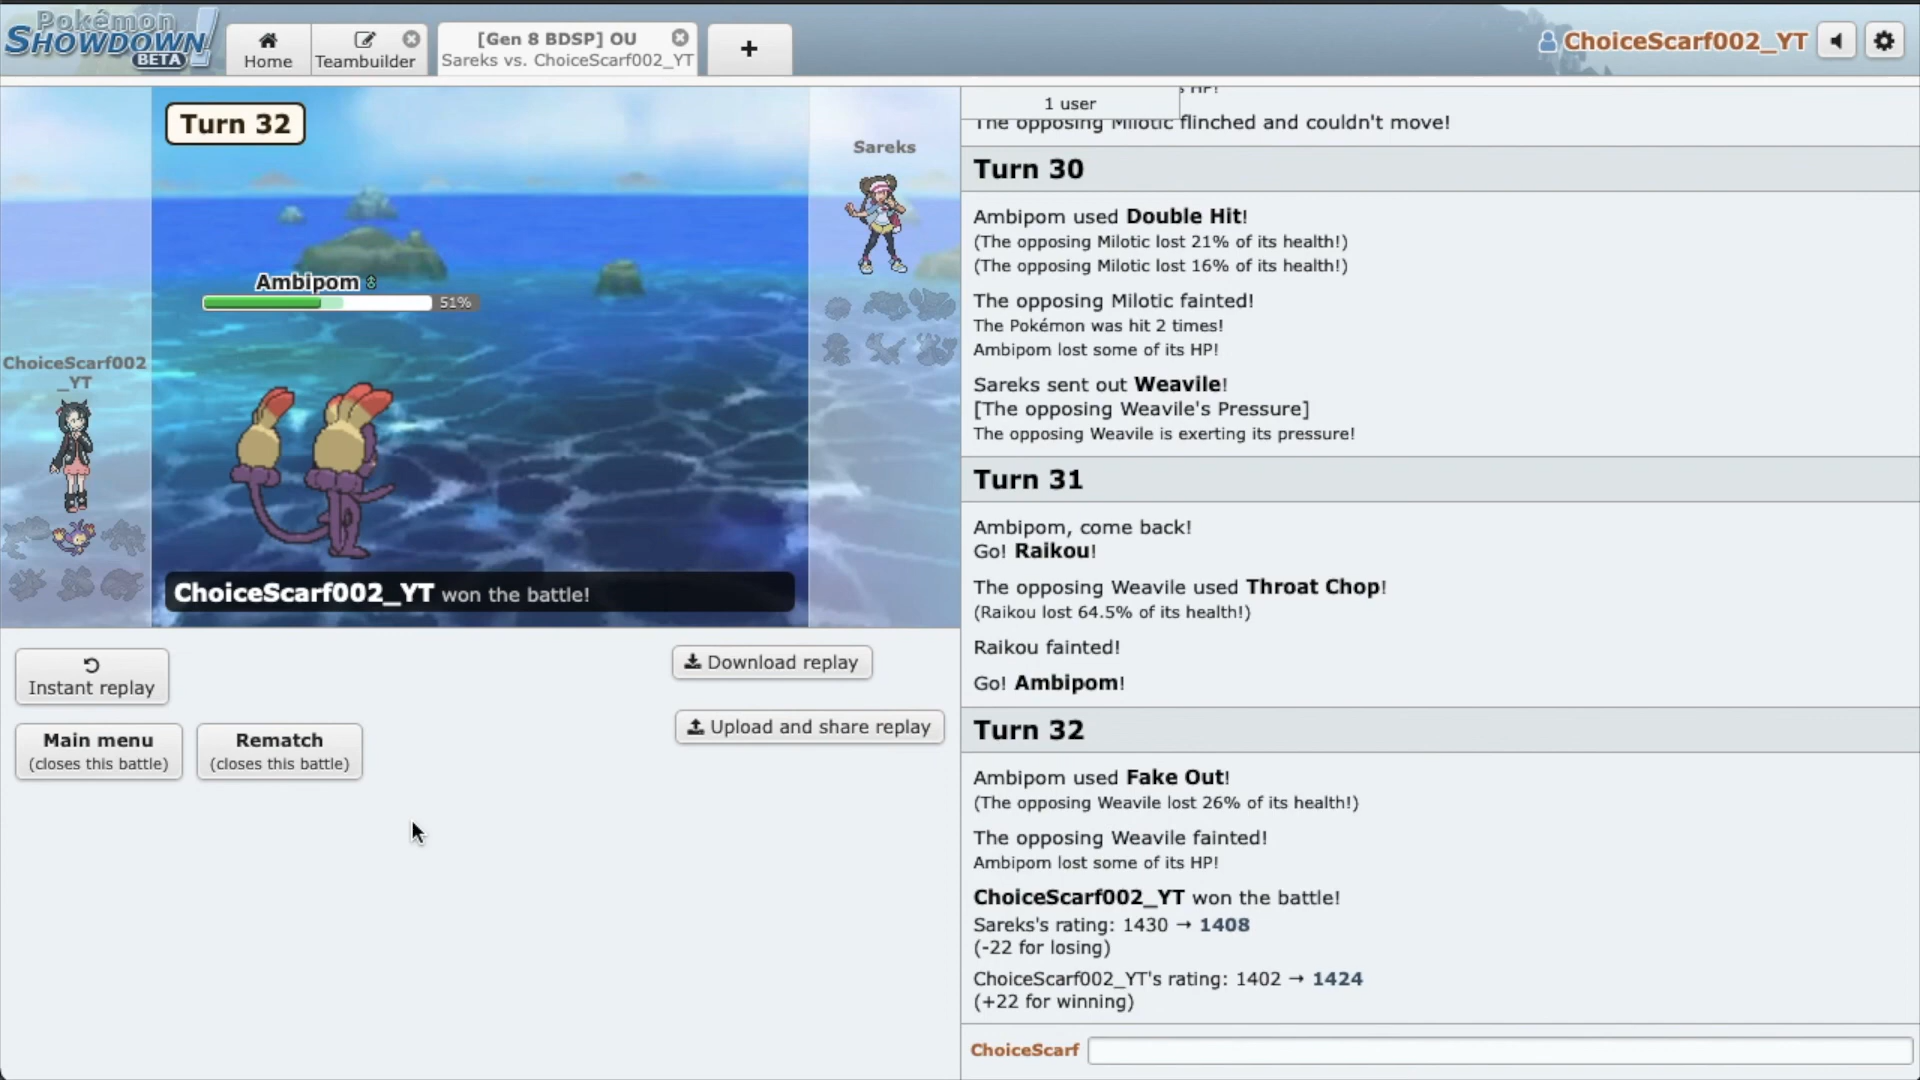 Pokémon
SHOWDOWN!
BETA
Home
Teambuilder
[Gen 8 BDSP] OU
Sareks vs. ChoiceScarf002_YT
+
ChoiceScarf002_YT
Turn 32
Sareks
Ambipom
51%
ChoiceScarf002
_YT
ChoiceScarf002_YT won the battle!
Instant replay
Download replay
Upload and share replay
Main menu
(closes this battle)
Rematch
(closes this battle)
1 user
s HP!
The opposing Milotic flinched and couldn't move!
Turn 30
Ambipom used Double Hit!
(The opposing Milotic lost 21% of its health!)
(The opposing Milotic lost 16% of its health!)
The opposing Milotic fainted!
The Pokémon was hit 2 times!
Ambipom lost some of its HP!
Sareks sent out Weavile!
[The opposing Weavile's Pressure]
The opposing Weavile is exerting its pressure!
Turn 31
Ambipom, come back!
Go! Raikou!
The opposing Weavile used Throat Chop!
(Raikou lost 64.5% of its health!)
Raikou fainted!
Go! Ambipom!
Turn 32
Ambipom used Fake Out!
(The opposing Weavile lost 26% of its health!)
The opposing Weavile fainted!
Ambipom lost some of its HP!
ChoiceScarf002_YT won the battle!
Sareks's rating: 1430 → 1408
(-22 for losing)
ChoiceScarf002_YT's rating: 1402 → 1424
(+22 for winning)
ChoiceScarf